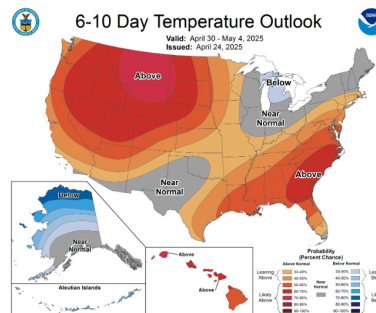 6-10 Day Temperature Outlook
Valid: April 30 - May 4, 2025
Issued: April 24, 2025
Above
Below
Near
Normal
Near
Normal
Above
Below
Near
Normal
Aleutian Islands
Above
Above
Probability
(Percent Chance)
Above Normal
Below Normal
Leaning
Above
Likely
Above
Near
Normal
33-40%
40-50%
50-60%
60-70%
70-80%
80-90%
90-100%
33-40%
40-50%
50-60%
60-70%
70-80%
80-90%
90-100%